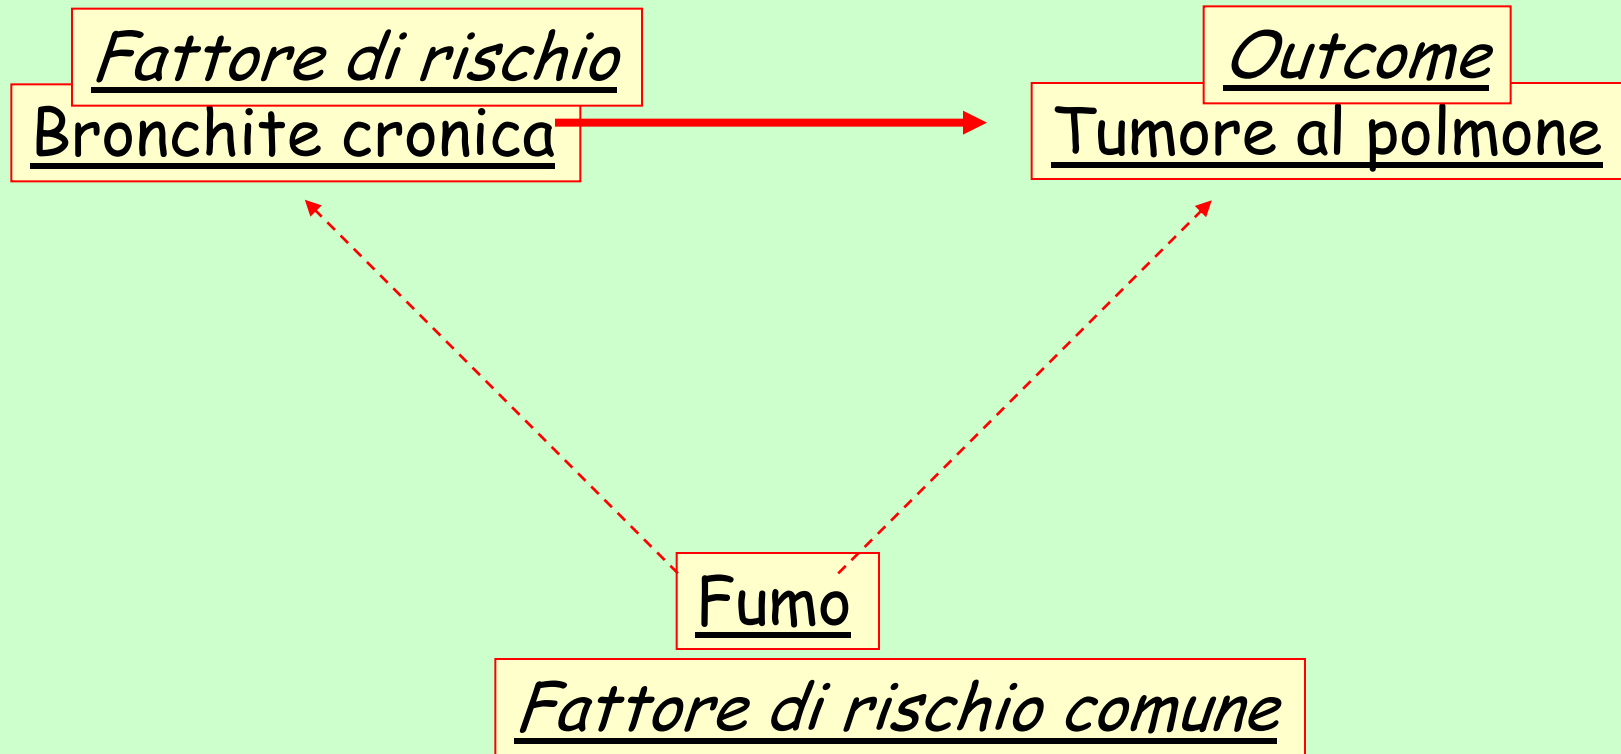 Fattore di rischio
Bronchite cronica
Outcome
Tumore al polmone
Fumo
Fattore di rischio comune